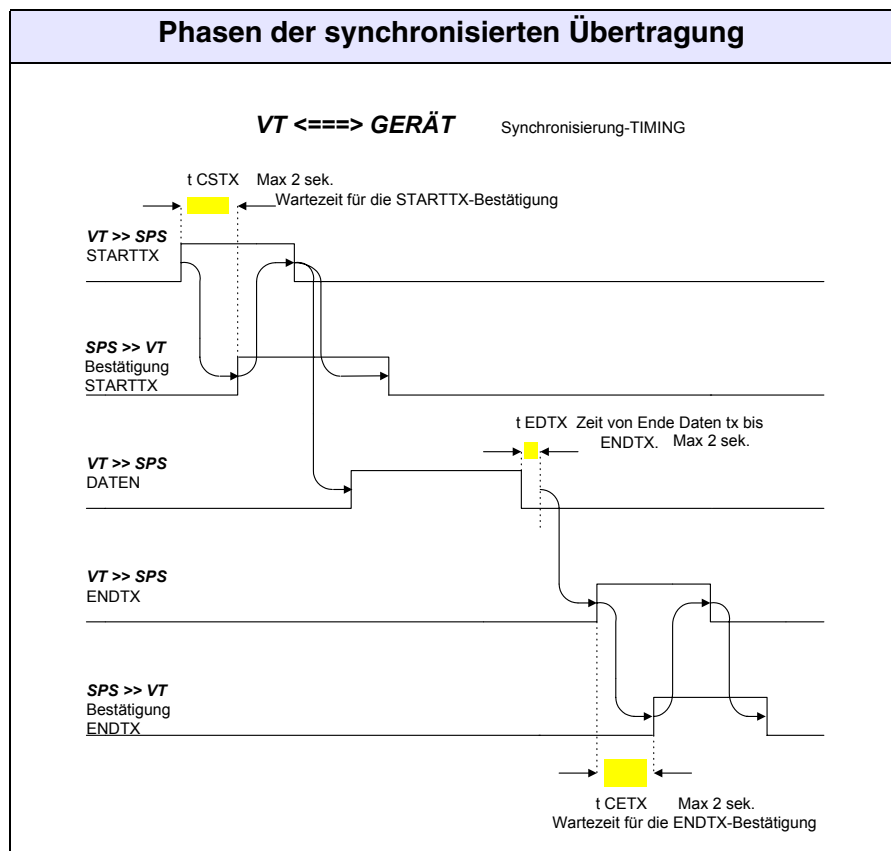 Phasen der synchronisierten Übertragung
VT <===> GERÄT Synchronisierung-TIMING
t CSTX Max 2 sek.
Wartezeit für die STARTTX-Bestätigung
VT >> SPS
STARTTX
SPS >> VT
Bestätigung
STARTTX
t EDTX Zeit von Ende Daten tx bis
ENDTX. Max 2 sek.
VT >> SPS
DATEN
VT >> SPS
ENDTX
SPS >> VT
Bestätigung
ENDTX
t CETX Max 2 sek.
Wartezeit für die ENDTX-Bestätigung